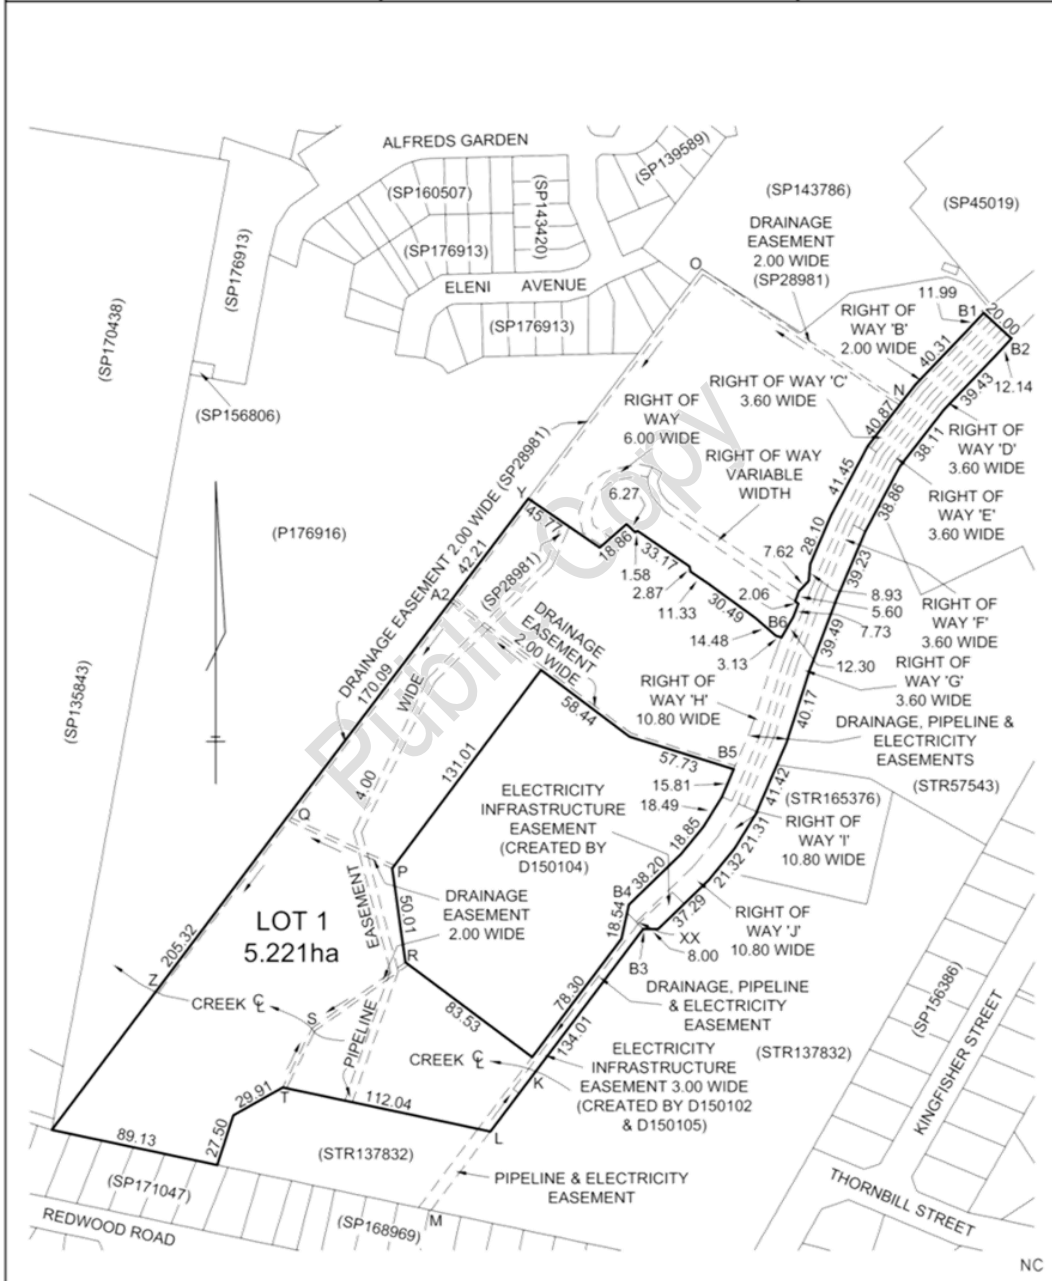 ALFREDS GARDEN
(SP139589)
(SP160507)
(SP143420)
(SP143786)
(SP45019)
DRAINAGE
EASEMENT
2.00 WIDE
(SP28981)
(SP176913)
(SP176913)
ELENI AVENUE
(SP176913)
O
11.99
B1
20.00
B2
RIGHT OF
WAY 'B'
2.00 WIDE
40.31
12.14
39.43
N
(SP170438)
(SP156806)
RIGHT OF WAY 'C'
3.60 WIDE
40.87
38.11
RIGHT OF
WAY
6.00 WIDE
RIGHT OF
WAY 'D'
3.60 WIDE
RIGHT OF WAY
VARIABLE
WIDTH
41.45
38.86
RIGHT OF
WAY 'E'
3.60 WIDE
6.27
Y
45.77
18.86
33.17
1.58
2.87
11.33
30.49
28.10
7.62
39.23
8.93
5.60
7.73
2.06
(P176916)
DRAINAGE EASEMENT 2.00 WIDE (SP28981)
42.21
(SP28981)
A2
RIGHT OF
WAY 'F'
3.60 WIDE
DRAINAGE
EASEMENT
2.00 WIDE
14.48
B6
3.13
39.49
12.30
RIGHT OF
WAY 'G'
3.60 WIDE
(SP135843)
170.09
WIDE
58.44
RIGHT OF
WAY 'H'
10.80 WIDE
40.17
DRAINAGE, PIPELINE &
ELECTRICITY
EASEMENTS
(STR57543)
131.01
57.73
B5
15.81
18.49
41.42
(STR165376)
4.00
ELECTRICITY
INFRASTRUCTURE
EASEMENT
(CREATED BY
D150104)
Q
18.85
21.31
RIGHT OF
WAY 'I'
10.80 WIDE
P
38.20
21.32
B4
EASEMENT
DRAINAGE
EASEMENT
2.00 WIDE
50.01
18.54
37.29
RIGHT OF
WAY 'J'
10.80 WIDE
LOT 1
5.221ha
XX
8.00
B3
R
205.32
Z
CREEK ℄
S
78.30
DRAINAGE, PIPELINE
& ELECTRICITY
EASEMENT
83.53
PIPELINE
CREEK ℄
134.01
ELECTRICITY
INFRASTRUCTURE
EASEMENT 3.00 WIDE
(CREATED BY D150102
& D150105)
(STR137832)
(SP156386)
KINGFISHER STREET
K
T
29.91
112.04
27.50
L
89.13
(STR137832)
(SP171047)
PIPELINE & ELECTRICITY
EASEMENT
REDWOOD ROAD
(SP168969)
M
THORNBILL STREET
NC
Public Copy